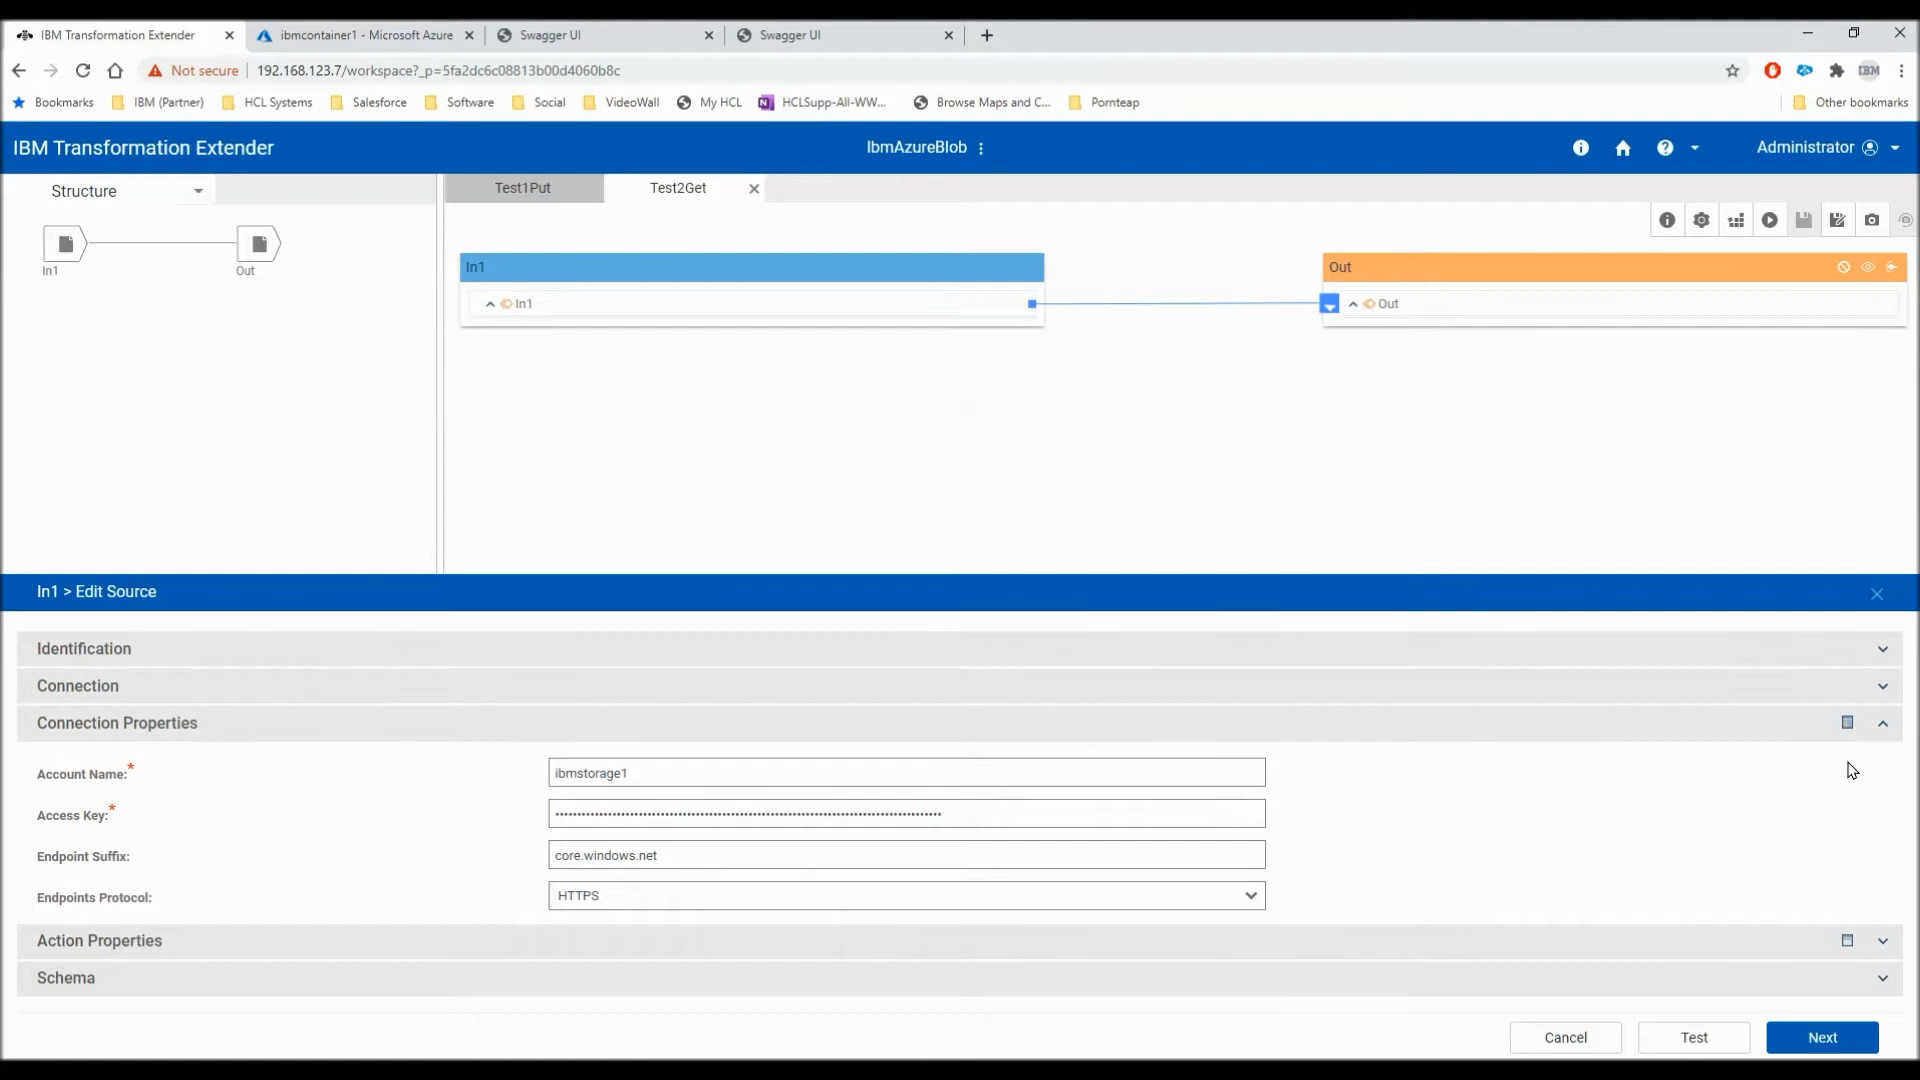 IBM Transformation Extender
ibmcontainer1 - Microsoft Azure
Swagger UI
Swagger UI
Not secure
192.168.123.7/workspace?_p=5fa2dc6c08813b00d4060b8c
IBM
Bookmarks
IBM (Partner)
HCL Systems
Salesforce
Software
Social
VideoWall
My HCL
HCLSupp-All-WW...
Browse Maps and C...
Pornteap
Other bookmarks
IBM Transformation Extender
IbmAzureBlob
Administrator
Structure
Test1Put
Test2Get
In1
Out
In1
In1
Out
Out
In1 > Edit Source
Identification
Connection
Connection Properties
Account Name:*
ibmstorage1
Access Key:*
Endpoint Suffix:
core.windows.net
Endpoints Protocol:
HTTPS
Action Properties
Schema
Cancel
Test
Next